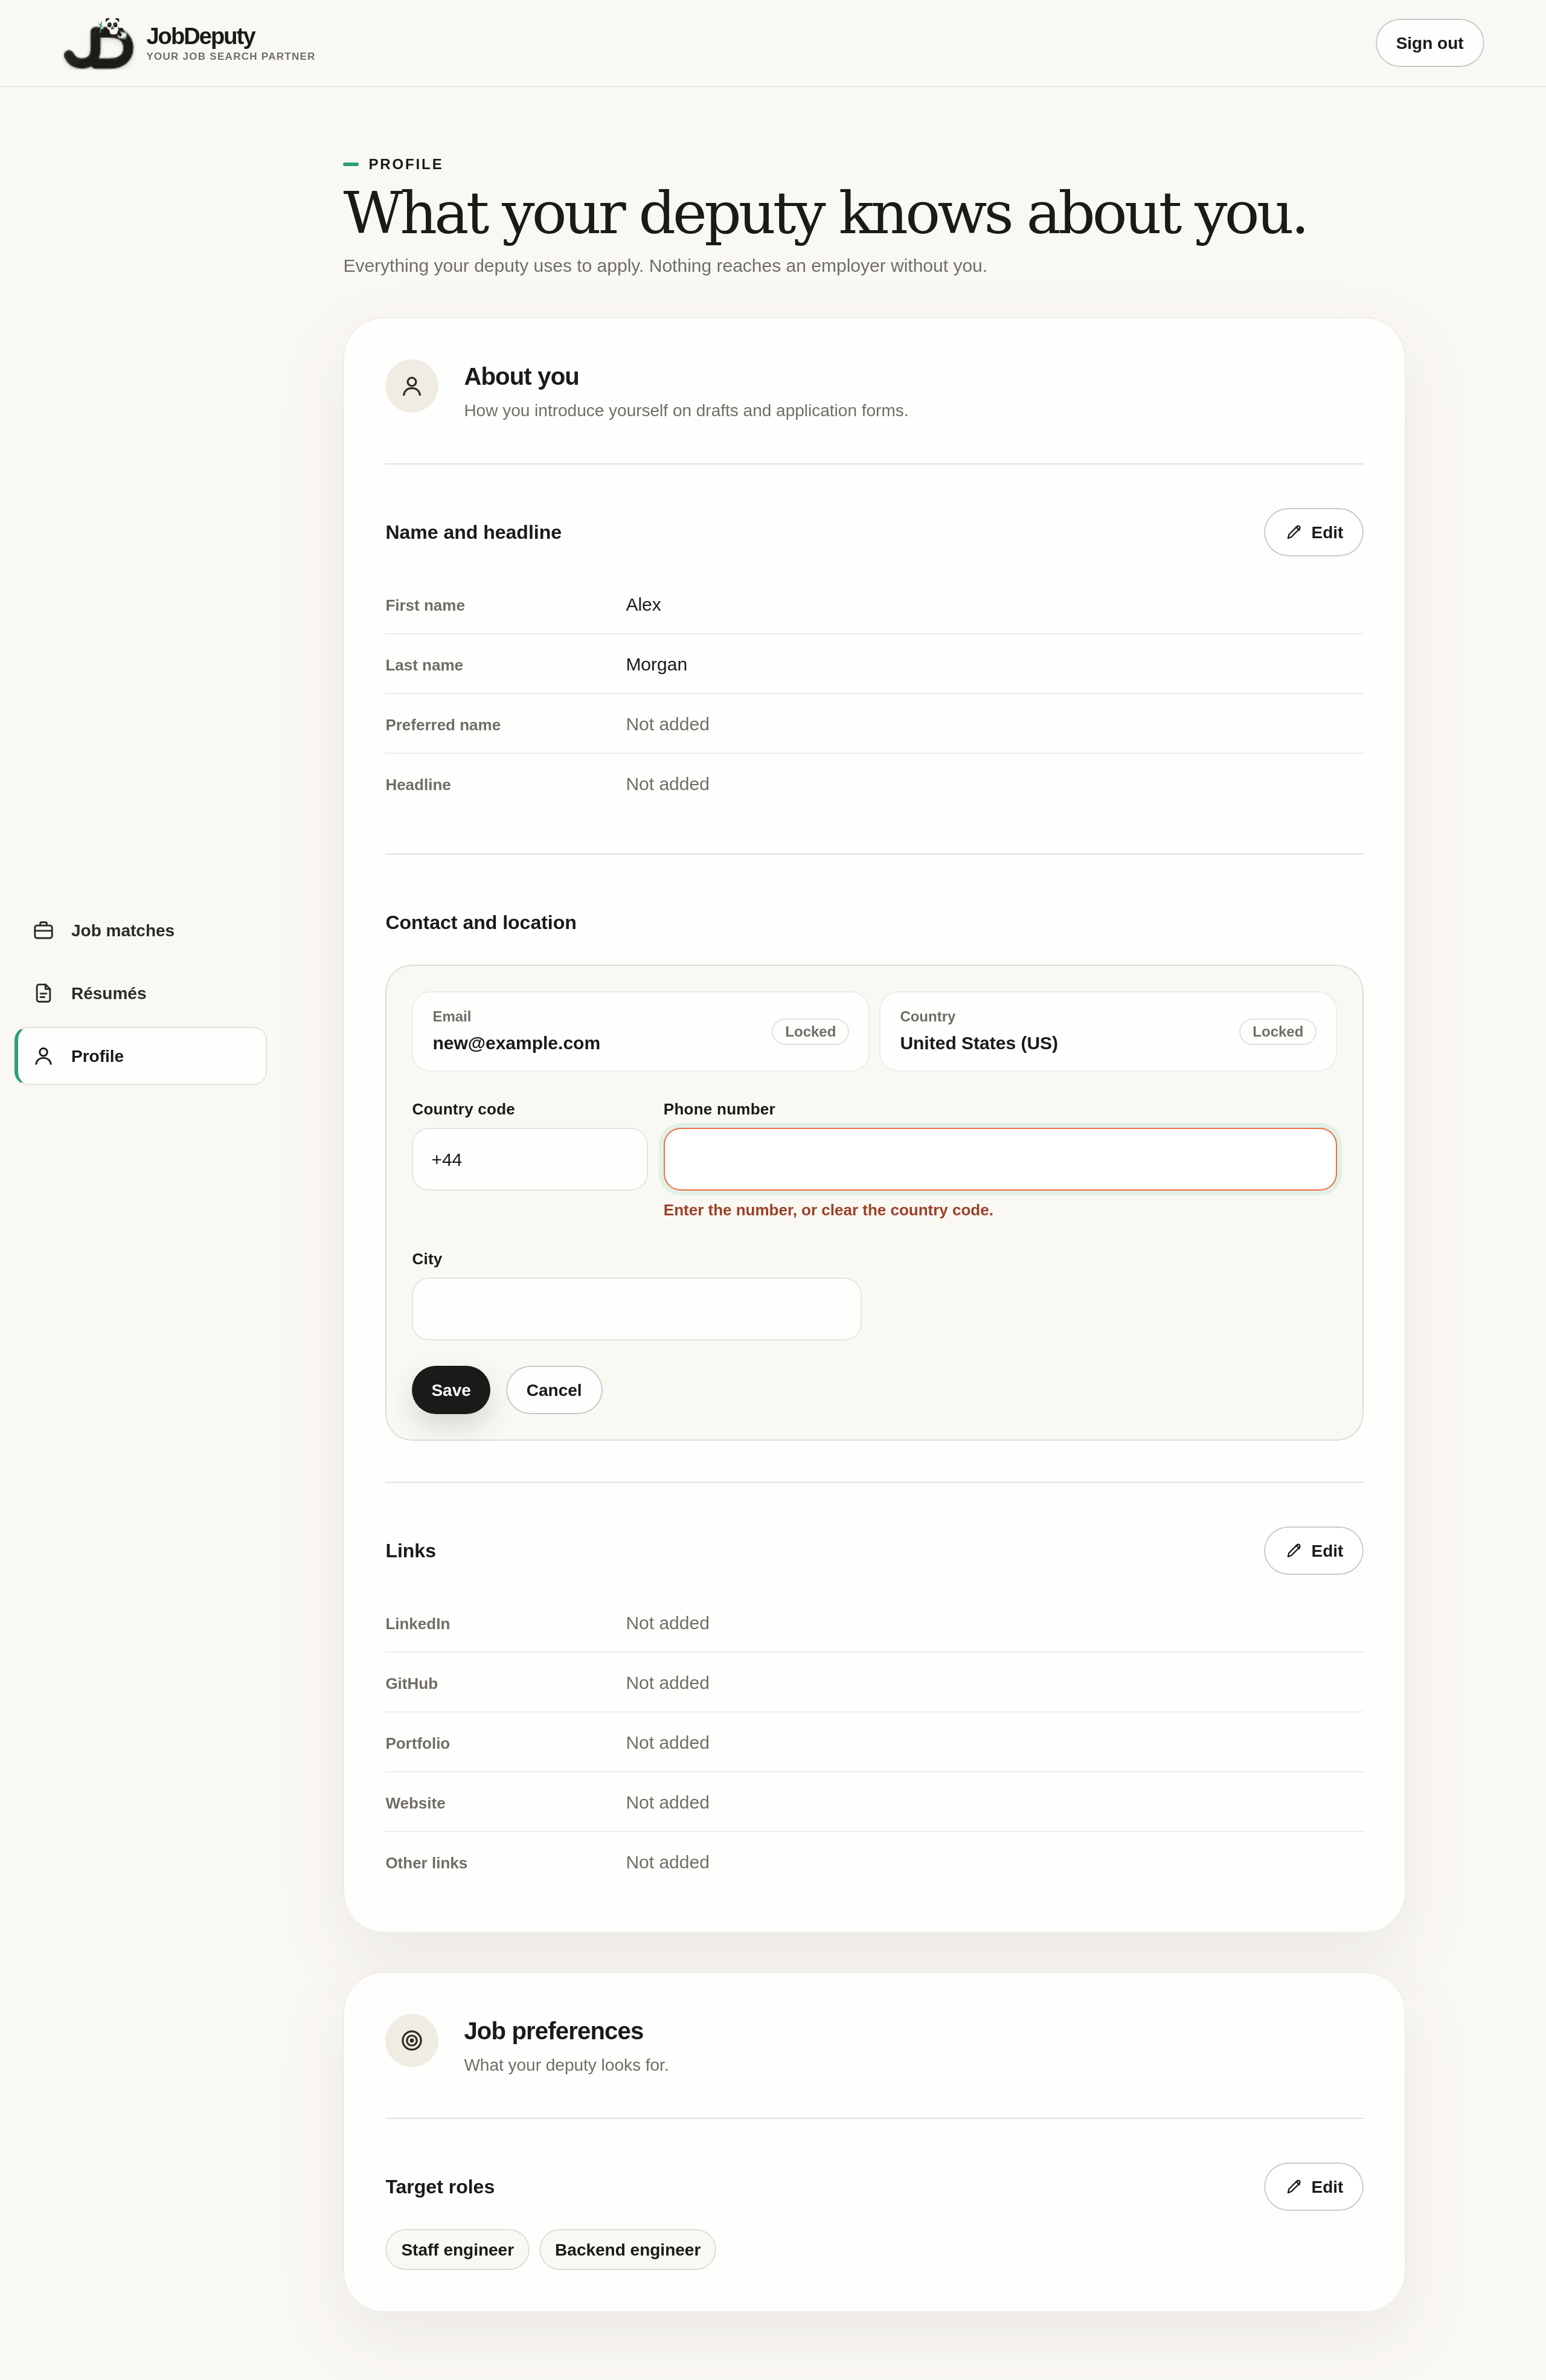 JobDeputy
YOUR JOB SEARCH PARTNER
Sign out
PROFILE
What your deputy knows about you.
Everything your deputy uses to apply. Nothing reaches an employer without you.
About you
How you introduce yourself on drafts and application forms.
Name and headline
Edit
First name
Alex
Last name
Morgan
Preferred name
Not added
Headline
Not added
Job matches
Résumés
Profile
Contact and location
Email
new@example.com
Locked
Country
United States (US)
Locked
Country code
+44
Phone number
Enter the number, or clear the country code.
City
Save
Cancel
Links
Edit
LinkedIn
Not added
GitHub
Not added
Portfolio
Not added
Website
Not added
Other links
Not added
Job preferences
What your deputy looks for.
Target roles
Edit
Staff engineer
Backend engineer